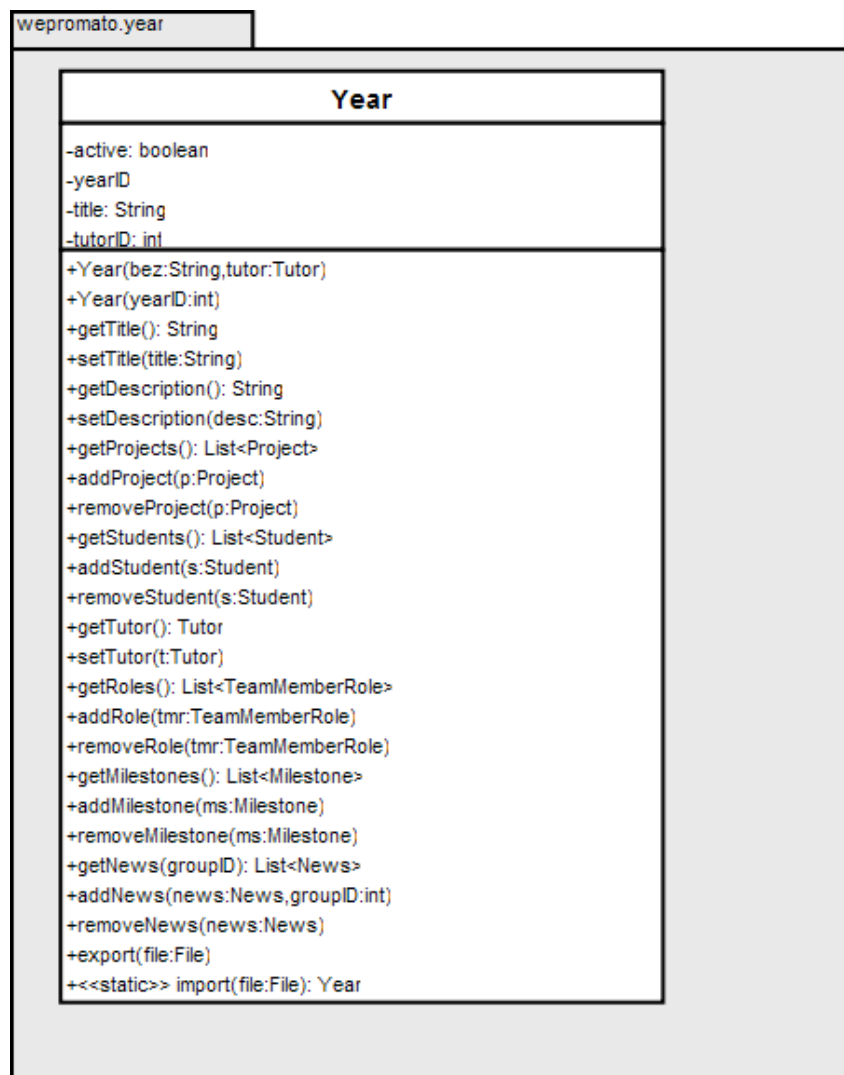 wepromato.year
Year
-active: boolean
-yearID
-title: String
-tutorID: int
+Year(bez:String,tutor:Tutor)
+Year(yearID:int)
+getTitle(): String
+setTitle(title:String)
+getDescription(): String
+setDescription(desc:String)
+getProjects(): List<Project>
+addProject(p:Project)
+removeProject(p:Project)
+getStudents(): List<Student>
+addStudent(s:Student)
+removeStudent(s:Student)
+getTutor(): Tutor
+setTutor(t:Tutor)
+getRoles(): List<TeamMemberRole>
+addRole(tmr:TeamMemberRole)
+removeRole(tmr:TeamMemberRole)
+getMilestones(): List<Milestone>
+addMilestone(ms:Milestone)
+removeMilestone(ms:Milestone)
+getNews(groupID): List<News>
+addNews(news:News,groupID:int)
+removeNews(news:News)
+export(file:File)
+<<static>> import(file:File): Year